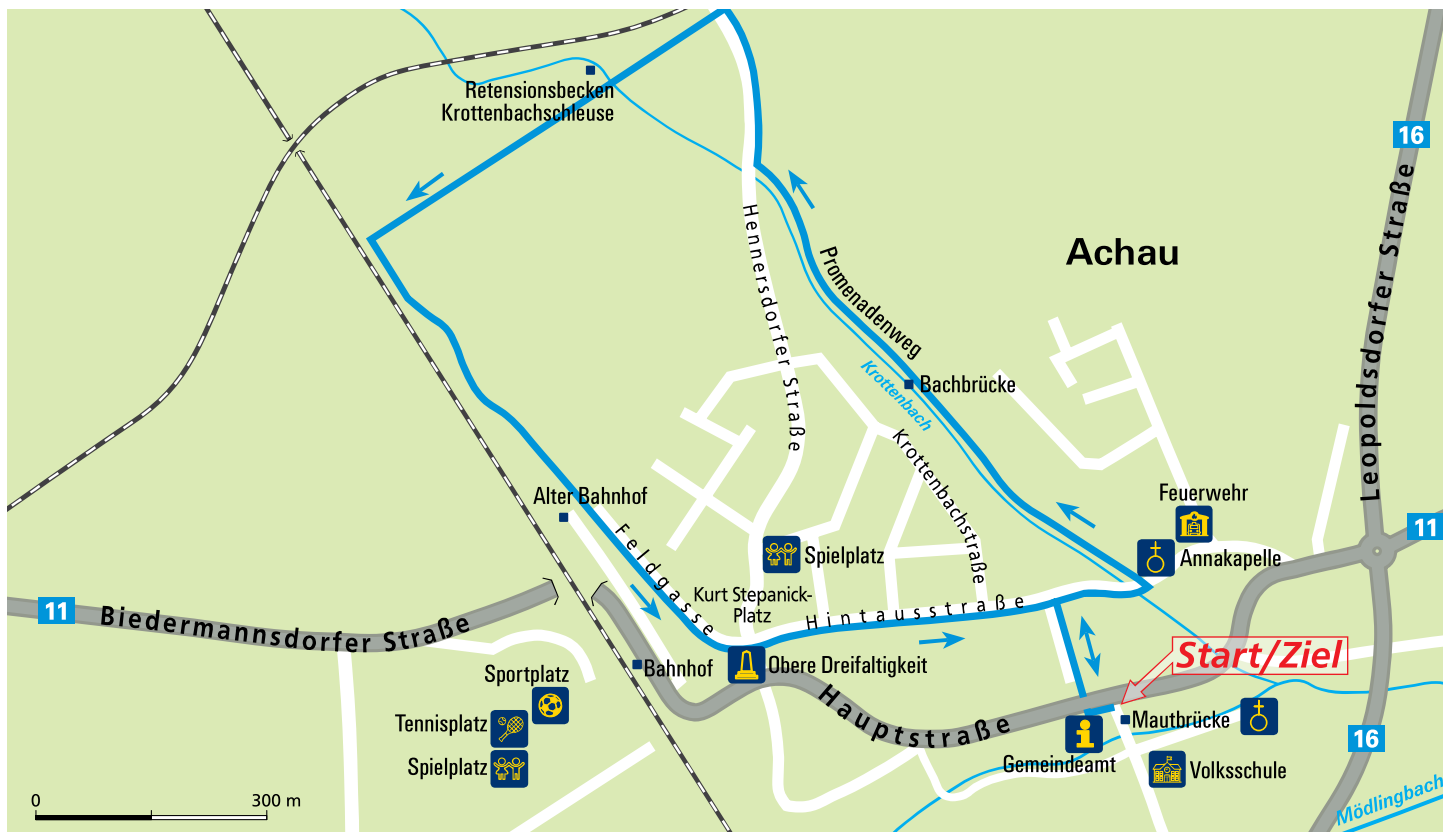 Retensionsbecken
Krottenbachschleuse
16
Hennersdorfer Straße
Promenadenweg
Achau
Leopoldsdorfer Straße
Krottenbach
Bachbrücke
Krottenbachstraße
Alter Bahnhof
Feuerwehr
11
Annakapelle
Feldgasse
Spielplatz
Kurt Stepanick-
Platz
Hintausstraße
11
Biedermannsdorfer Straße
Start/Ziel
Bahnhof
Obere Dreifaltigkeit
Sportplatz
Hauptstraße
Tennisplatz
Mautbrücke
16
Spielplatz
Gemeindeamt
Volksschule
0
300 m
Mödlingbach